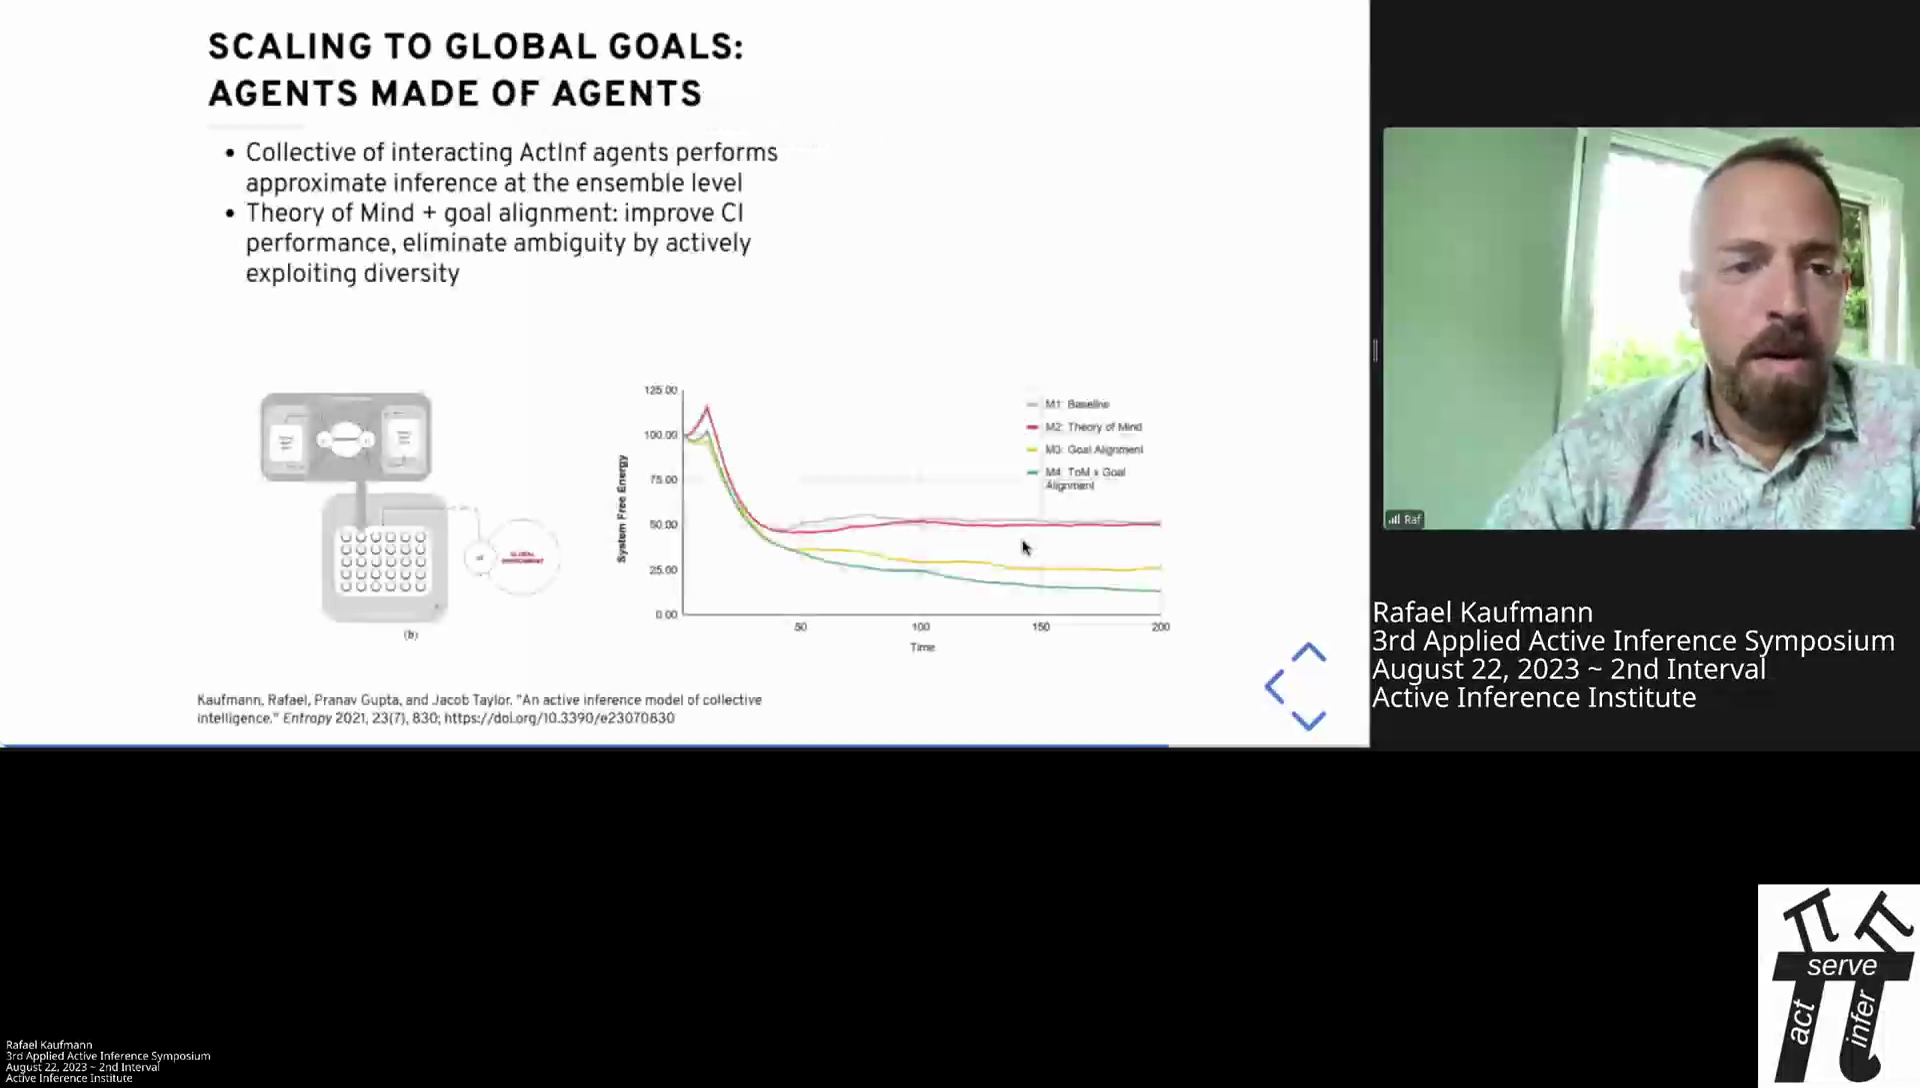 SCALING TO GLOBAL GOALS:
AGENTS MADE OF AGENTS
• Collective of interacting ActInf agents performs
approximate inference at the ensemble level
• Theory of Mind + goal alignment: improve CI
performance, eliminate ambiguity by actively
exploiting diversity
(b)
GLOBAL
ENVIRONMENT
System Free Energy
125.00
100.00
75.00
50.00
25.00
0.00
50
100
150
200
Time
M1: Baseline
M2: Theory of Mind
M3: Goal Alignment
M4: ToM x Goal
Alignment
Kaufmann, Rafael, Pranav Gupta, and Jacob Taylor. "An active inference model of collective
intelligence." Entropy 2021, 23(7), 830; https://doi.org/10.3390/e23070830
Raf
Rafael Kaufmann
3rd Applied Active Inference Symposium
August 22, 2023 ~ 2nd Interval
Active Inference Institute
serve
act
infer
Rafael Kaufmann
3rd Applied Active Inference Symposium
August 22, 2023 ~ 2nd Interval
Active Inference Institute